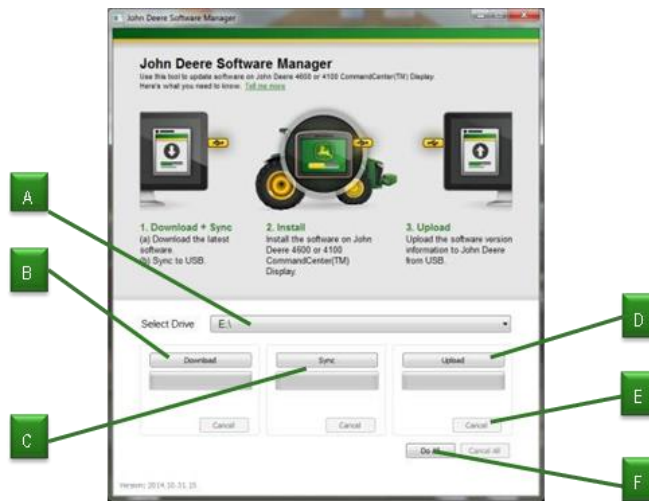 John Deere Software Manager
John Deere Software Manager
Use this tool to update software on John Deere 4600 or 4100 CommandCenter(TM) Display.
Here's what you need to know. Tell me more
A
1. Download + Sync
(a) Download the latest
software.
(b) Sync to USB.
2. Install
Install the software on John
Deere 4600 or 4100
CommandCenter(TM)
Display.
3. Upload
Upload the software version
information to John Deere
from USB.
B
Select Drive E:\
D
Download Sync Upload
C
E
Cancel Cancel Cancel
Do All Cancel All
F
Version: 2014.10.31.15